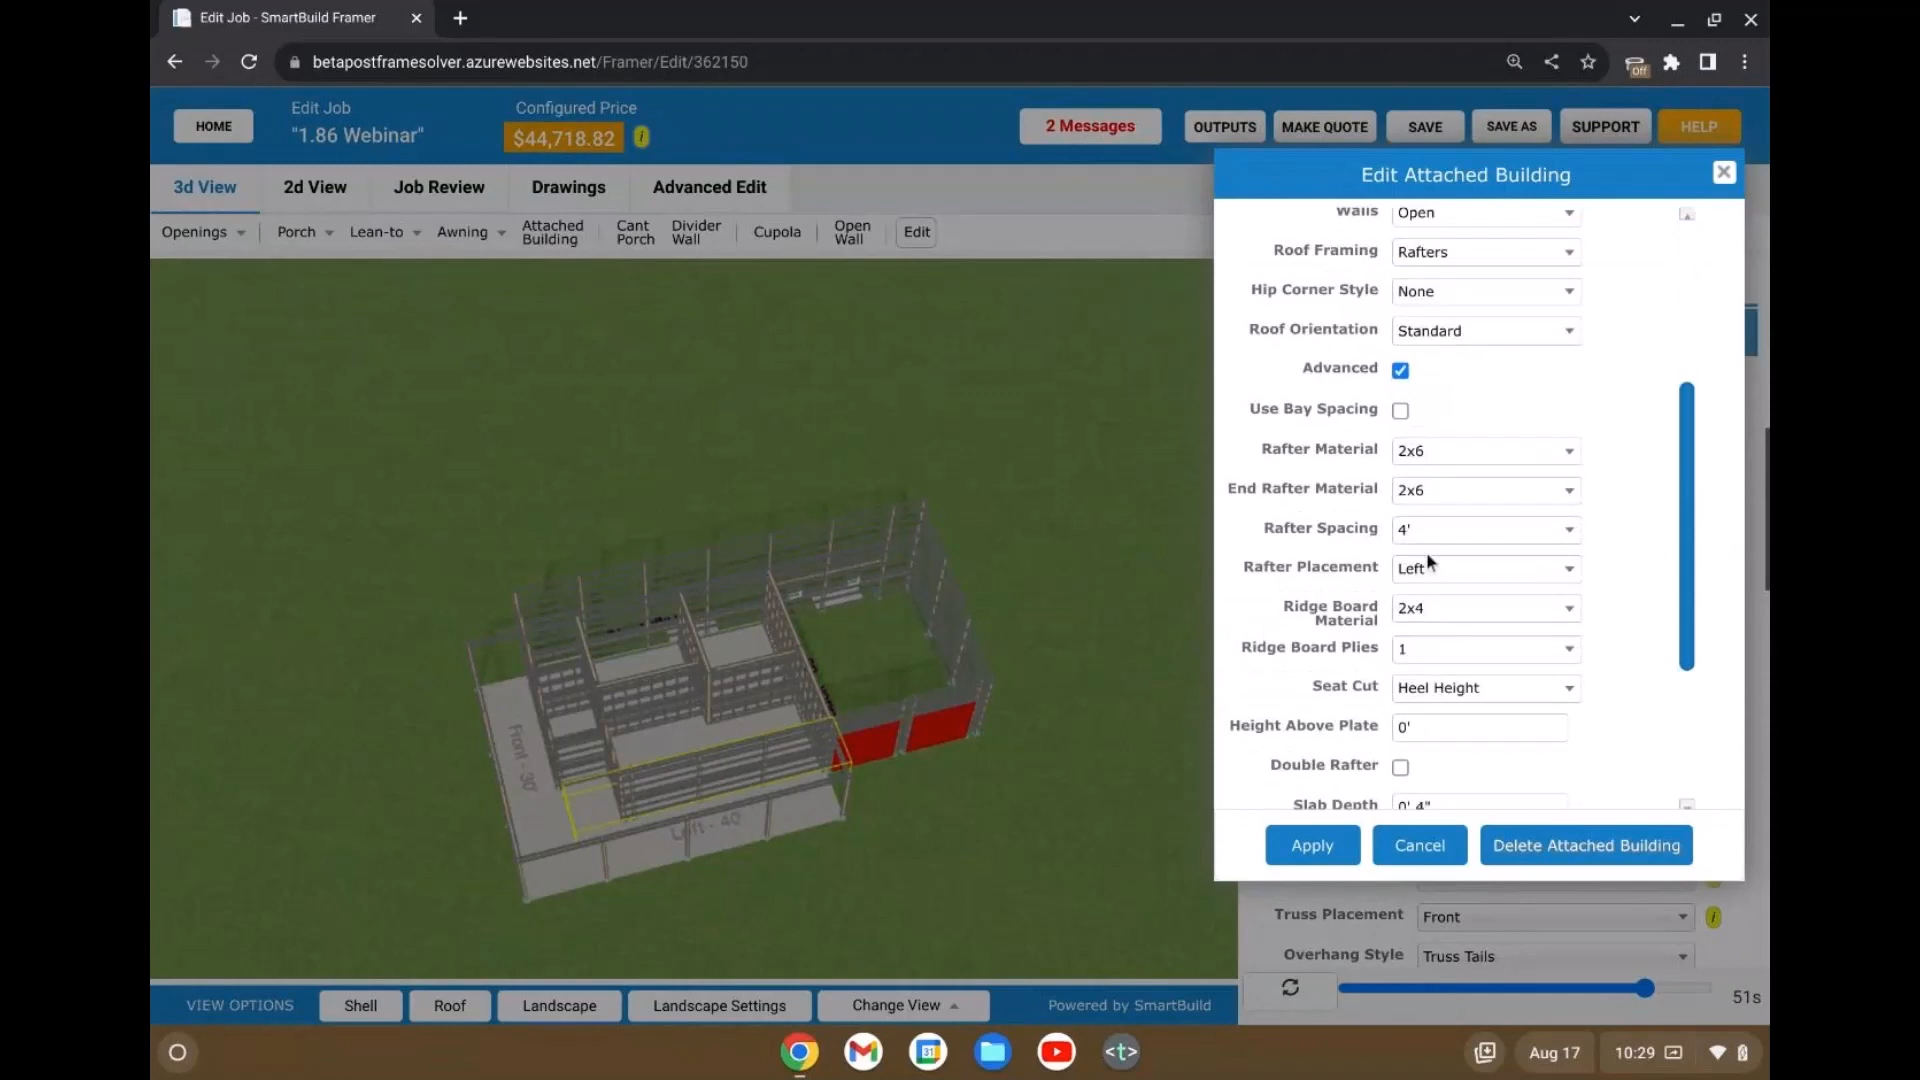 Edit Job - SmartBuild Framer
betapostframesolver.azurewebsites.net/Framer/Edit/362150
Off
HOME
Edit Job
"1.86 Webinar"
Configured Price
$44,718.82
i
2 Messages
OUTPUTS
MAKE QUOTE
SAVE
SAVE AS
SUPPORT
HELP
3d View
2d View
Job Review
Drawings
Advanced Edit
Openings
Porch
Lean-to
Awning
Attached Building
Cant Porch
Divider Wall
Cupola
Open Wall
Edit
Edit Attached Building
Walls Open
Roof Framing Rafters
Hip Corner Style None
Roof Orientation Standard
Advanced
Use Bay Spacing
Rafter Material 2x6
End Rafter Material 2x6
Rafter Spacing 4'
Rafter Placement Left
Ridge Board Material 2x4
Ridge Board Plies 1
Seat Cut Heel Height
Height Above Plate 0'
Double Rafter
Slab Depth 0' 4"
Apply
Cancel
Delete Attached Building
Front - 30'
Left - 40'
Truss Placement Front i
Overhang Style Truss Tails
51s
VIEW OPTIONS
Shell
Roof
Landscape
Landscape Settings
Change View
Powered by SmartBuild
31
<t>
Aug 17
10:29